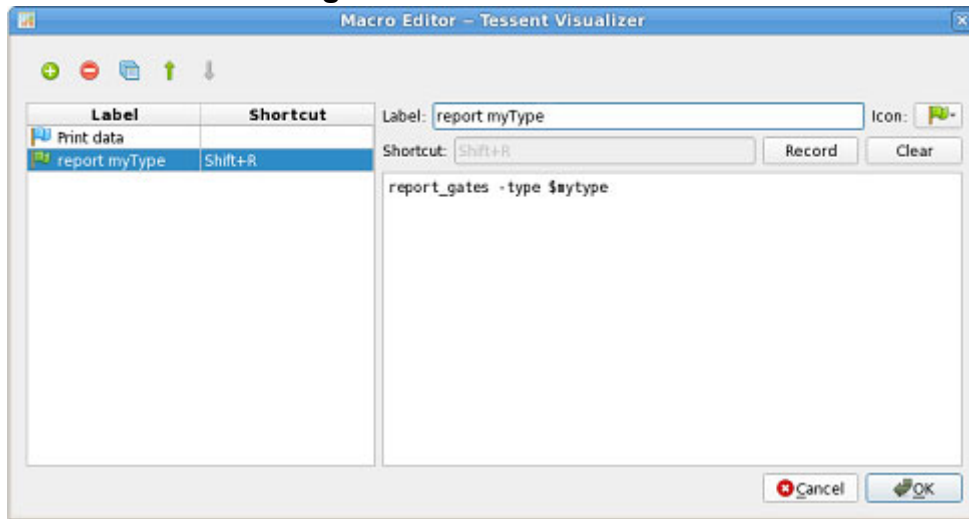 Macro Editor – Tessent Visualizer
Label Shortcut
Print data
report myType Shift+R
Label: report myType Icon:
Shortcut: Shift+R Record Clear
report_gates -type $mytype
Cancel OK